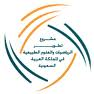 مشروع
تطوير
الرياضيات والعلوم الطبيعية
في المملكة العربية
السعودية